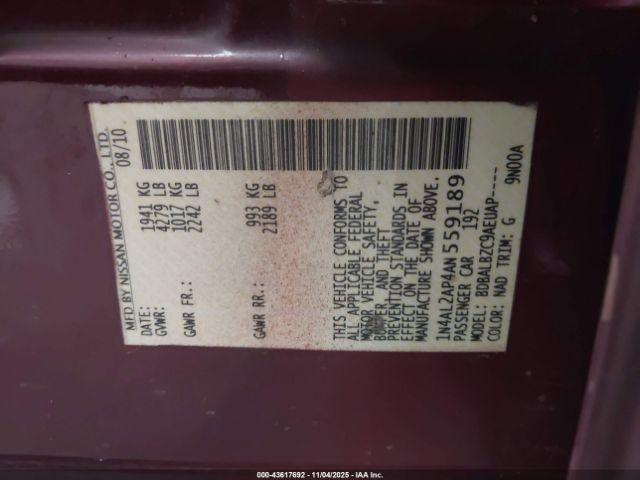 MFD BY NISSAN MOTOR CO., LTD.
DATE: 08/10
GVWR: 1941 KG
4279 LB
GAWR FR.: 1017 KG
2242 LB
GAWR RR.: 993 KG
2189 LB
THIS VEHICLE CONFORMS TO
ALL APPLICABLE FEDERAL
MOTOR VEHICLE SAFETY,
BUMPER, AND THEFT
PREVENTION STANDARDS IN
EFFECT ON THE DATE OF
MANUFACTURE SHOWN ABOVE.
1N4AL2AP4AN559189
PASSENGER CAR 192
MODEL: BDBALBZC9AEUAP----
COLOR: NAD TRIM: G 9N00A
000-43617692 - 11/04/2025 - IAA Inc.